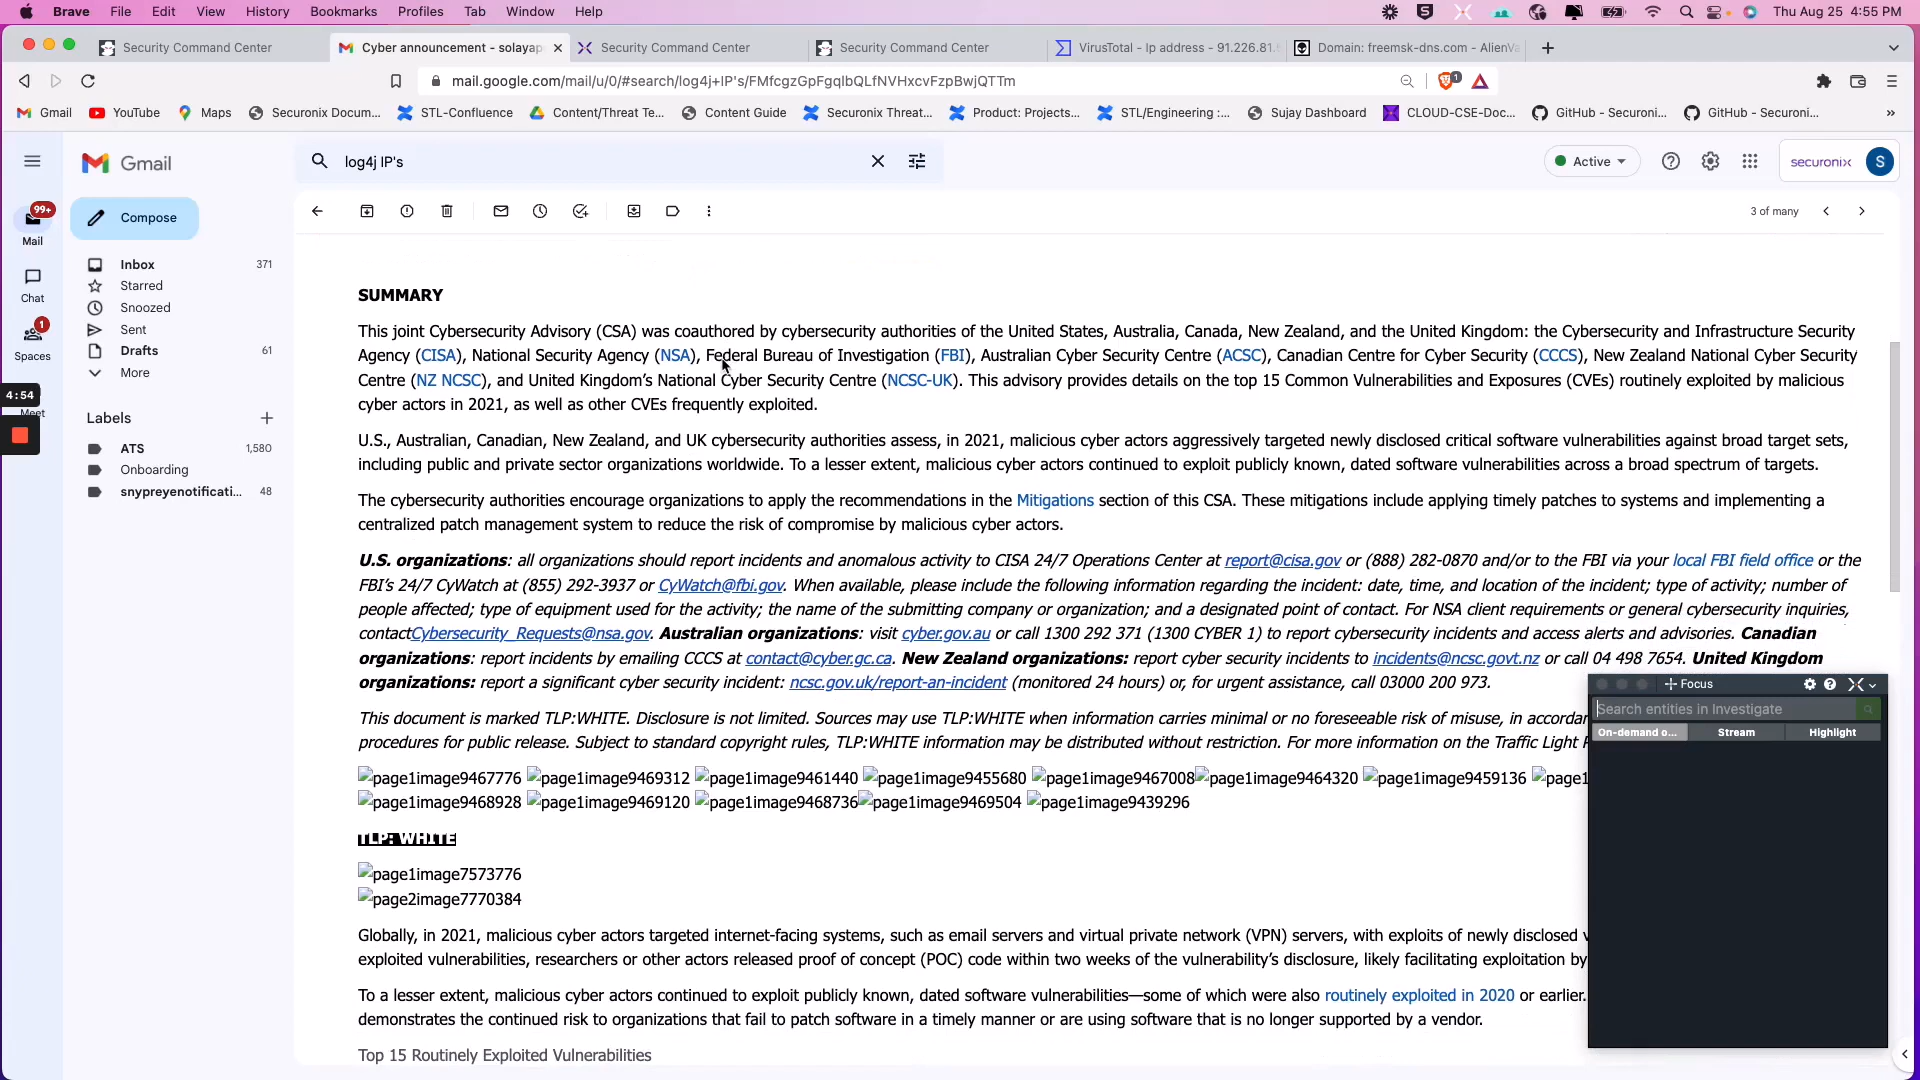 Brave File Edit View History Bookmarks Profiles Tab Window Help Thu Aug 25 4:55 PM
Security Command Center Cyber announcement - solayap Security Command Center Security Command Center VirusTotal - Ip address - 91.226.81. Domain: freemsk-dns.com - AlienVa
mail.google.com/mail/u/0/#search/log4j+IP's/FMfcgzGpFgqlbQLfNVHxcvFzpBwjQTTm 1
Gmail YouTube Maps Securonix Docum... STL-Confluence Content/Threat Te... Content Guide Securonix Threat... Product: Projects... STL/Engineering :... Sujay Dashboard CLOUD-CSE-Doc... GitHub - Securoni... GitHub - Securoni... »
Gmail log4j IP's Active securonix S
99+ Mail
Compose
3 of many
Inbox 371
Chat
Starred
Snoozed
1 Spaces
Sent
Drafts 61
More
4:54
Meet
Labels +
ATS 1,580
Onboarding
snypreyenotificati... 48
SUMMARY
This joint Cybersecurity Advisory (CSA) was coauthored by cybersecurity authorities of the United States, Australia, Canada, New Zealand, and the United Kingdom: the Cybersecurity and Infrastructure Security
Agency (CISA), National Security Agency (NSA), Federal Bureau of Investigation (FBI), Australian Cyber Security Centre (ACSC), Canadian Centre for Cyber Security (CCCS), New Zealand National Cyber Security
Centre (NZ NCSC), and United Kingdom's National Cyber Security Centre (NCSC-UK). This advisory provides details on the top 15 Common Vulnerabilities and Exposures (CVEs) routinely exploited by malicious
cyber actors in 2021, as well as other CVEs frequently exploited.
U.S., Australian, Canadian, New Zealand, and UK cybersecurity authorities assess, in 2021, malicious cyber actors aggressively targeted newly disclosed critical software vulnerabilities against broad target sets,
including public and private sector organizations worldwide. To a lesser extent, malicious cyber actors continued to exploit publicly known, dated software vulnerabilities across a broad spectrum of targets.
The cybersecurity authorities encourage organizations to apply the recommendations in the Mitigations section of this CSA. These mitigations include applying timely patches to systems and implementing a
centralized patch management system to reduce the risk of compromise by malicious cyber actors.
U.S. organizations: all organizations should report incidents and anomalous activity to CISA 24/7 Operations Center at report@cisa.gov or (888) 282-0870 and/or to the FBI via your local FBI field office or the
FBI's 24/7 CyWatch at (855) 292-3937 or CyWatch@fbi.gov. When available, please include the following information regarding the incident: date, time, and location of the incident; type of activity; number of
people affected; type of equipment used for the activity; the name of the submitting company or organization; and a designated point of contact. For NSA client requirements or general cybersecurity inquiries,
contactCybersecurity_Requests@nsa.gov. Australian organizations: visit cyber.gov.au or call 1300 292 371 (1300 CYBER 1) to report cybersecurity incidents and access alerts and advisories. Canadian
organizations: report incidents by emailing CCCS at contact@cyber.gc.ca. New Zealand organizations: report cyber security incidents to incidents@ncsc.govt.nz or call 04 498 7654. United Kingdom
organizations: report a significant cyber security incident: ncsc.gov.uk/report-an-incident (monitored 24 hours) or, for urgent assistance, call 03000 200 973.
This document is marked TLP:WHITE. Disclosure is not limited. Sources may use TLP:WHITE when information carries minimal or no foreseeable risk of misuse, in accordan
procedures for public release. Subject to standard copyright rules, TLP:WHITE information may be distributed without restriction. For more information on the Traffic Light P
page1image9467776 page1image9469312 page1image9461440 page1image9455680 page1image9467008 page1image9464320 page1image9459136 page1
page1image9468928 page1image9469120 page1image9468736 page1image9469504 page1image9439296
TLP: WHITE
page1image7573776
page2image7770384
Globally, in 2021, malicious cyber actors targeted internet-facing systems, such as email servers and virtual private network (VPN) servers, with exploits of newly disclosed v
exploited vulnerabilities, researchers or other actors released proof of concept (POC) code within two weeks of the vulnerability's disclosure, likely facilitating exploitation by
To a lesser extent, malicious cyber actors continued to exploit publicly known, dated software vulnerabilities—some of which were also routinely exploited in 2020 or earlier.
demonstrates the continued risk to organizations that fail to patch software in a timely manner or are using software that is no longer supported by a vendor.
Top 15 Routinely Exploited Vulnerabilities
Focus
Search entities in Investigate
On-demand o... Stream Highlight